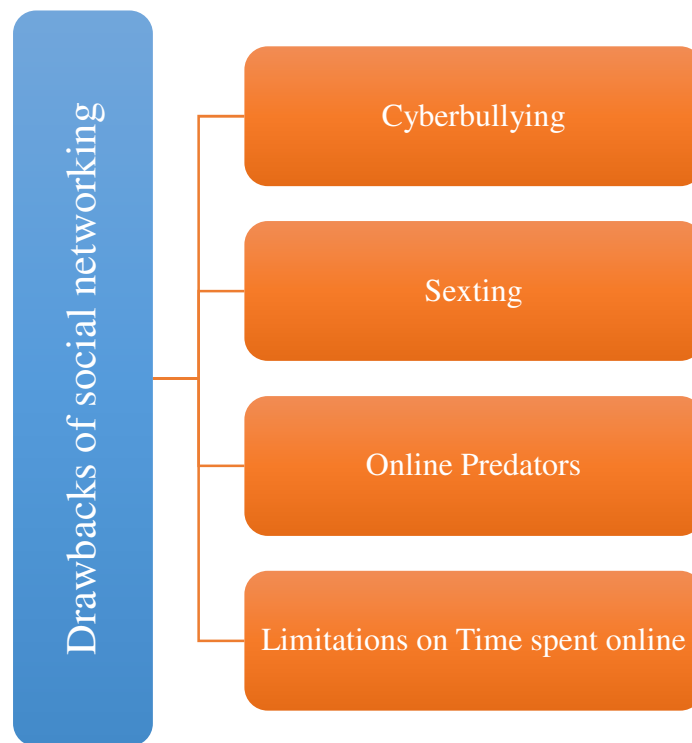 Drawbacks of social networking
Cyberbullying
Sexting
Online Predators
Limitations on Time spent online